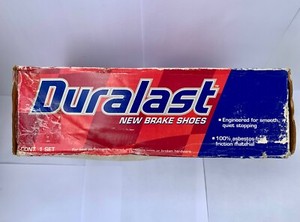 Duralast
NEW BRAKE SHOES
• Engineered for smooth,
quiet stopping
• 100% asbestos-free
friction material
CONT. 1 SET